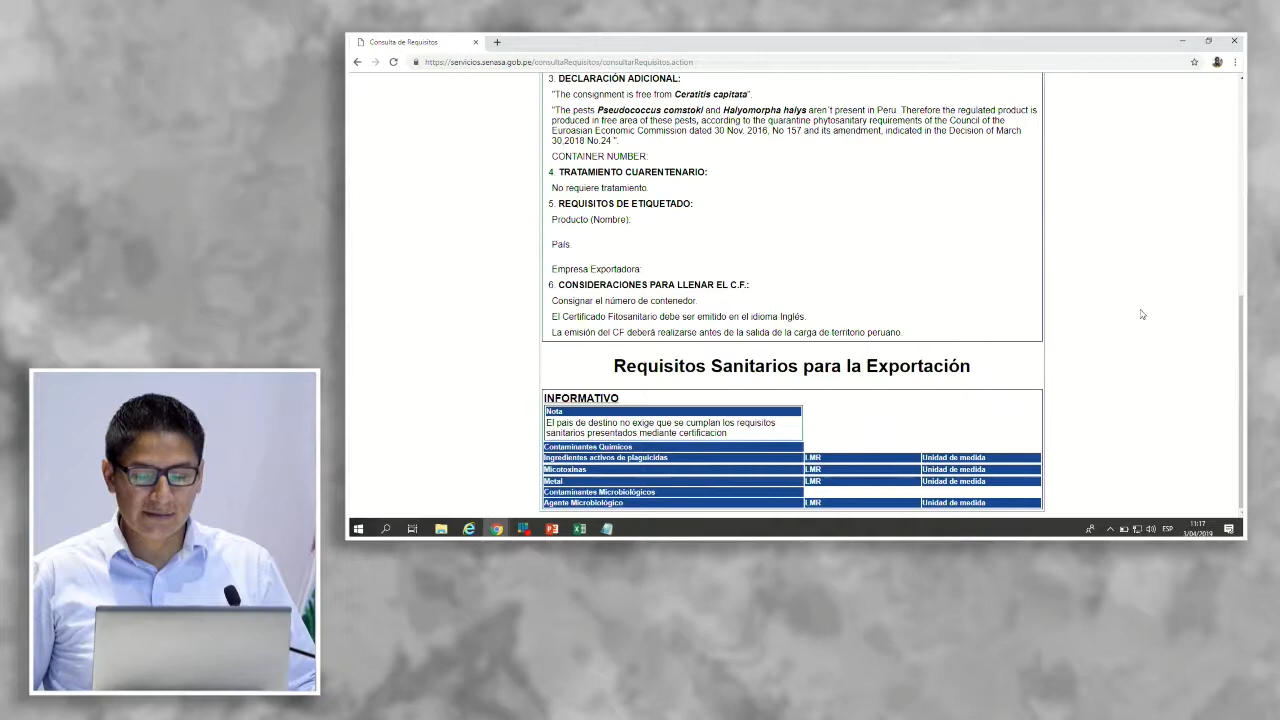 Consulta de Requisitos
https://servicios.senasa.gob.pe/consultaRequisitos/consultarRequisitos.action
3. DECLARACIÓN ADICIONAL:
"The consignment is free from Ceratitis capitata".
"The pests Pseudococcus comstoki and Halyomorpha halys aren´t present in Peru. Therefore the regulated product is
produced in free area of these pests, according to the quarantine phytosanitary requirements of the Council of the
Euroasian Economic Commission dated 30 Nov. 2016, No 157 and its amendment, indicated in the Decision of March
30,2018 No.24 ".
CONTAINER NUMBER:
4. TRATAMIENTO CUARENTENARIO:
No requiere tratamiento.
5. REQUISITOS DE ETIQUETADO:
Producto (Nombre):
País.
Empresa Exportadora:
6. CONSIDERACIONES PARA LLENAR EL C.F.:
Consignar el número de contenedor.
El Certificado Fitosanitario debe ser emitido en el idioma Inglés.
La emisión del CF deberá realizarse antes de la salida de la carga de territorio peruano.
Requisitos Sanitarios para la Exportación
INFORMATIVO
Nota
El pais de destino no exige que se cumplan los requisitos
sanitarios presentados mediante certificacion
Contaminantes Quimicos
Ingredientes activos de plaguicidas LMR Unidad de medida
Micotoxinas LMR Unidad de medida
Metal LMR Unidad de medida
Contaminantes Microbiológicos
Agente Microbiológico LMR Unidad de medida
ESP
11:17
3/04/2019